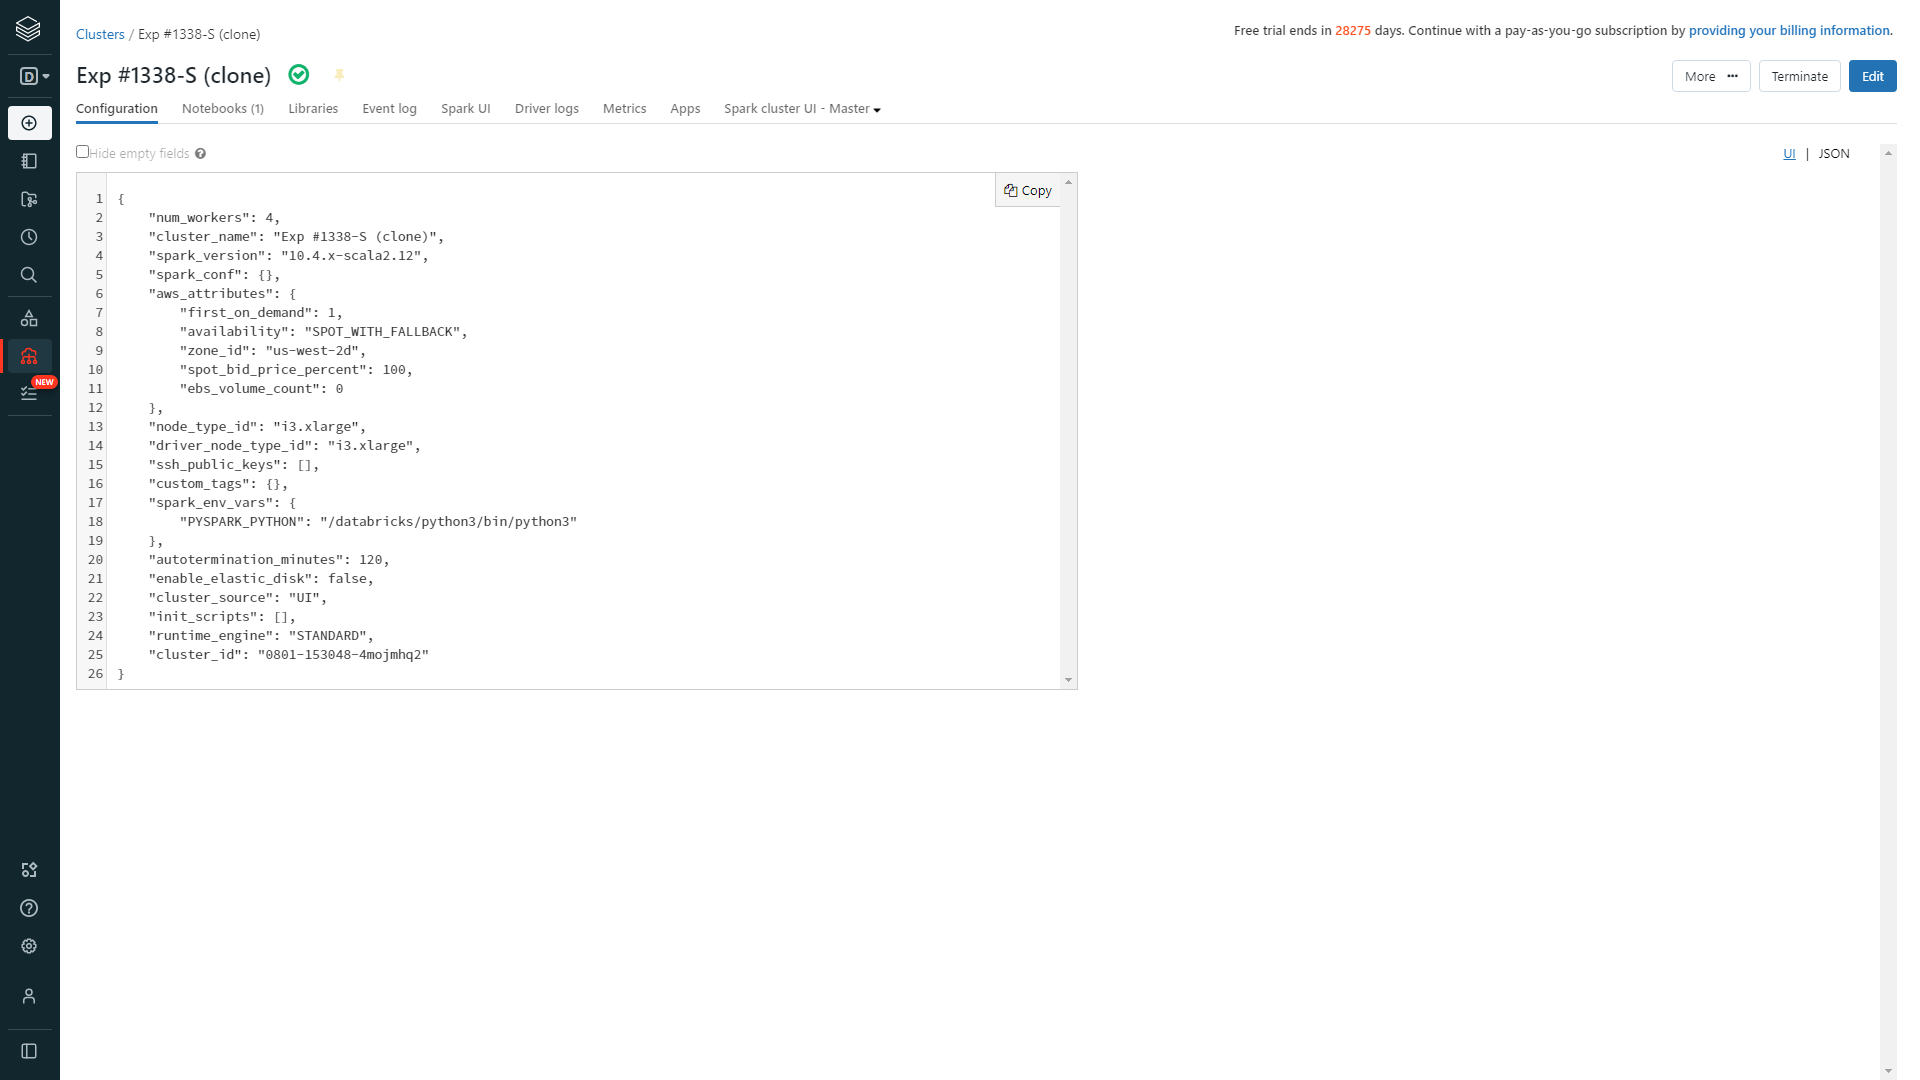 Clusters / Exp #1338-S (clone)
Free trial ends in 28275 days. Continue with a pay-as-you-go subscription by providing your billing information.
D
Exp #1338-S (clone)
More ··· Terminate Edit
Configuration Notebooks (1) Libraries Event log Spark UI Driver logs Metrics Apps Spark cluster UI - Master
Hide empty fields ?
UI | JSON
Copy
1 {
2 "num_workers": 4,
3 "cluster_name": "Exp #1338-S (clone)",
4 "spark_version": "10.4.x-scala2.12",
5 "spark_conf": {},
6 "aws_attributes": {
7 "first_on_demand": 1,
8 "availability": "SPOT_WITH_FALLBACK",
9 "zone_id": "us-west-2d",
10 "spot_bid_price_percent": 100,
11 "ebs_volume_count": 0
12 },
13 "node_type_id": "i3.xlarge",
14 "driver_node_type_id": "i3.xlarge",
15 "ssh_public_keys": [],
16 "custom_tags": {},
17 "spark_env_vars": {
18 "PYSPARK_PYTHON": "/databricks/python3/bin/python3"
19 },
20 "autotermination_minutes": 120,
21 "enable_elastic_disk": false,
22 "cluster_source": "UI",
23 "init_scripts": [],
24 "runtime_engine": "STANDARD",
25 "cluster_id": "0801-153048-4mojmhq2"
26 }
NEW